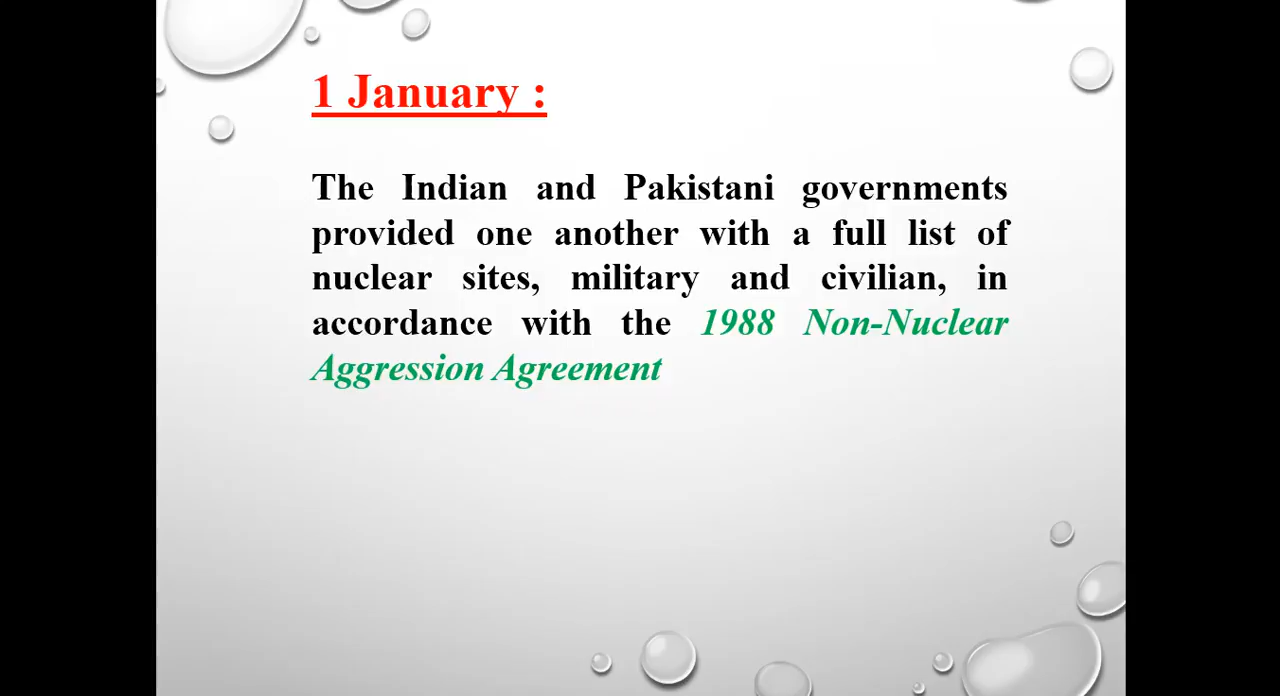 1 January :
The Indian and Pakistani governments
provided one another with a full list of
nuclear sites, military and civilian, in
accordance with the 1988 Non-Nuclear
Aggression Agreement